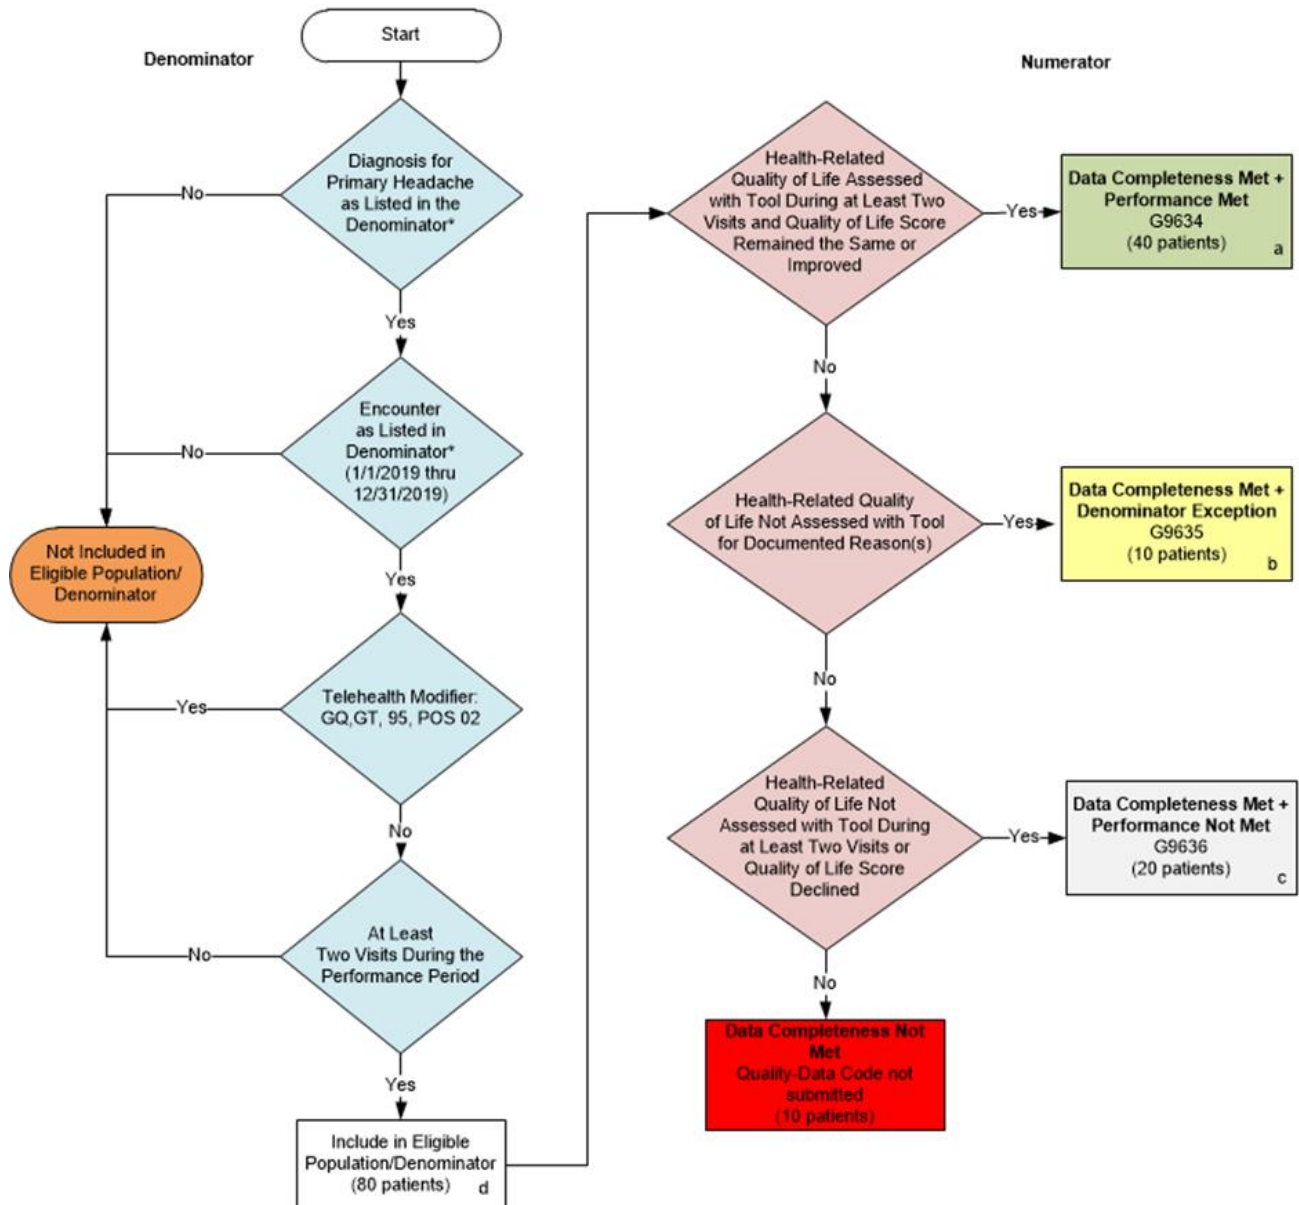 Start
Denominator
Diagnosis for
Primary Headache
as Listed in the
Denominator*
No
Yes
Encounter
as Listed in
Denominator*
(1/1/2019 thru
12/31/2019)
No
Not Included in
Eligible Population/
Denominator
Yes
Telehealth Modifier:
GQ,GT, 95, POS 02
Yes
No
At Least
Two Visits During the
Performance Period
No
Yes
Include in Eligible
Population/Denominator
(80 patients)
d
Numerator
Health-Related
Quality of Life Assessed
with Tool During at Least Two
Visits and Quality of Life Score
Remained the Same or
Improved
Yes
Data Completeness Met +
Performance Met
G9634
(40 patients)
a
No
Health-Related Quality
of Life Not Assessed with Tool
for Documented Reason(s)
Yes
Data Completeness Met +
Denominator Exception
G9635
(10 patients)
b
No
Health-Related
Quality of Life Not
Assessed with Tool During
at Least Two Visits or
Quality of Life Score
Declined
Yes
Data Completeness Met +
Performance Not Met
G9636
(20 patients)
c
No
Data Completeness Not
Met
Quality-Data Code not
submitted
(10 patients)